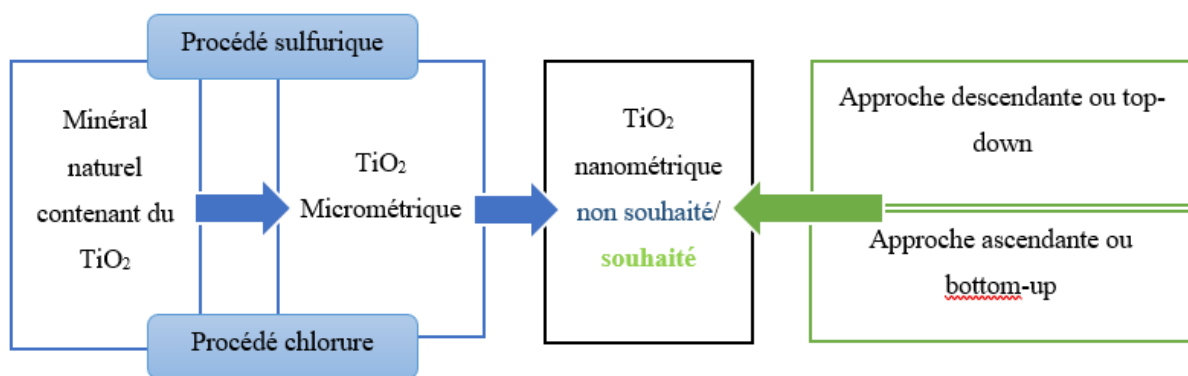 Procédé sulfurique
Minéral
naturel
contenant du
TiO₂
TiO₂
Micrométrique
Procédé chlorure
TiO₂
nanométrique
non souhaité/
souhaité
Approche descendante ou top-
down
Approche ascendante ou
bottom-up